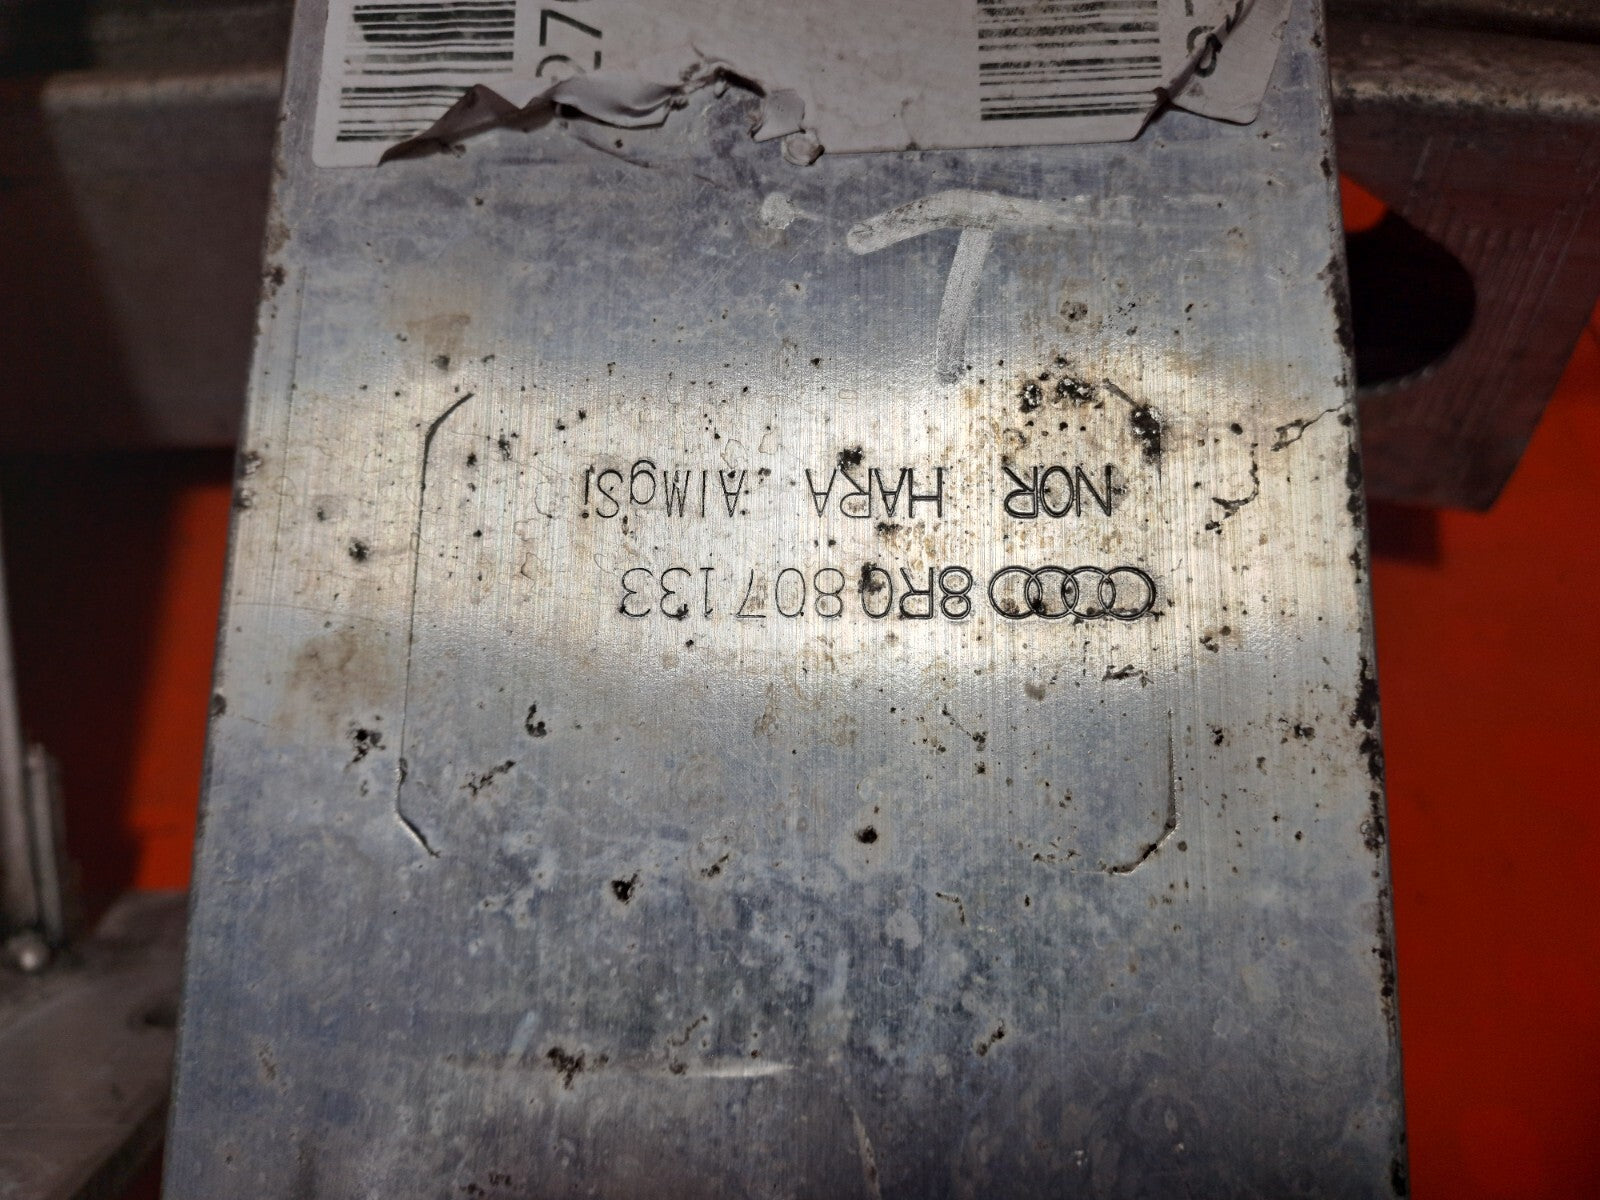 8R0 807 133
NOR HARA AlMgSi
T